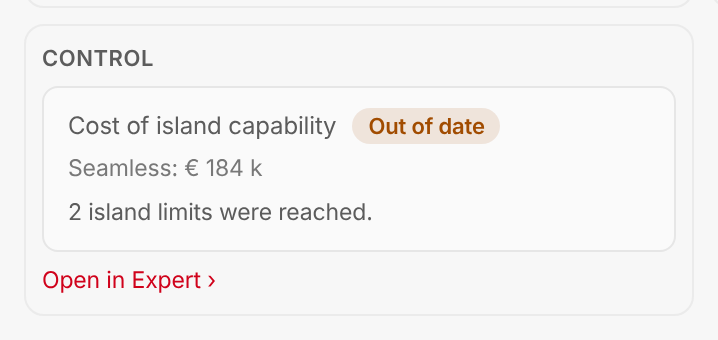 CONTROL
Cost of island capability Out of date
Seamless: € 184 k
2 island limits were reached.
Open in Expert ›